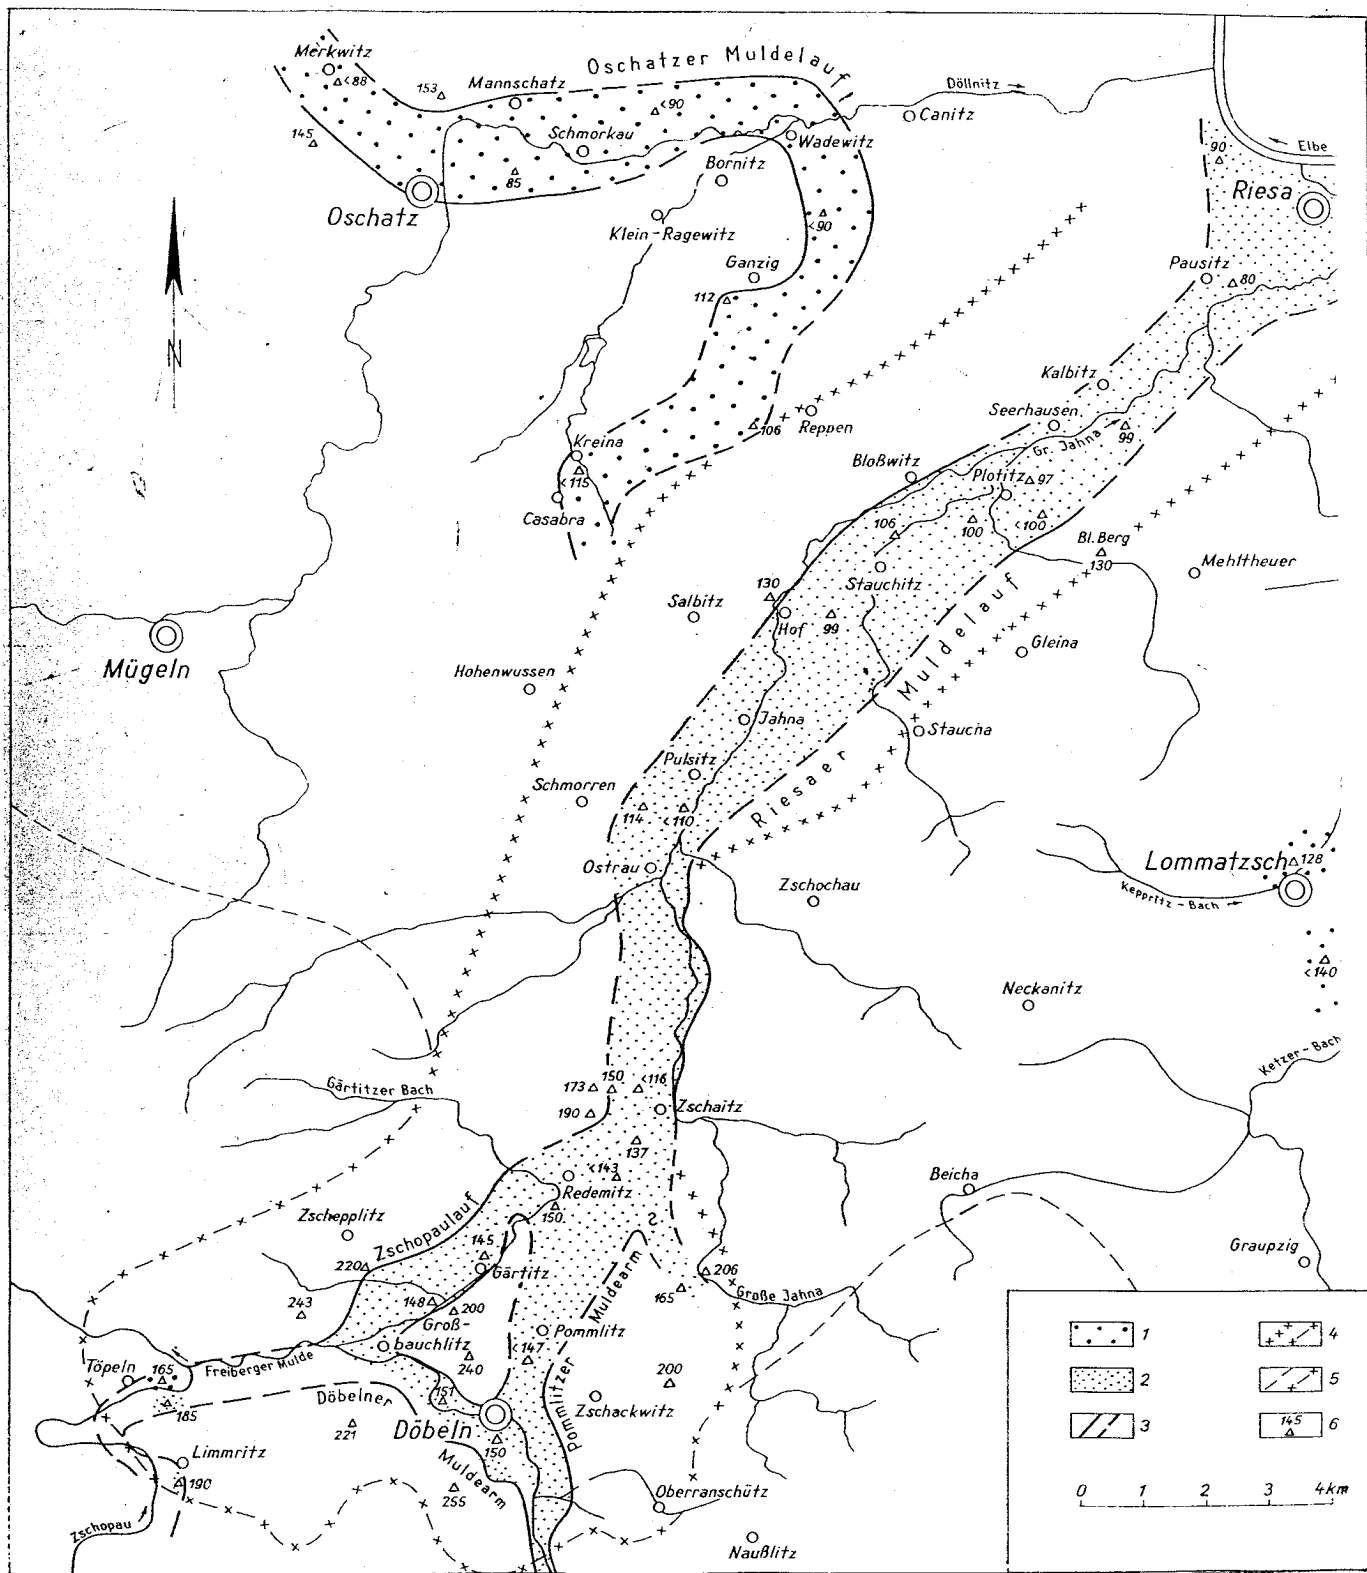 Merkwitz
<88
153
Mannschatz
Oschatzer Muldelauf
<90
Döllnitz
Canitz
145
Schmorkau
Wadewitz
Elbe
90
85
Bornitz
Riesa
Oschatz
Klein-Ragewitz
<90
Ganzig
Pausitz
80
112
N
Kalbitz
106
Reppen
Seerhausen
Gr. Jahna
99
Kreina
<115
Bloßwitz
Plotitz
97
Casabra
106
100
<100
Bl. Berg
130
Mehltheuer
Stauchitz
130
Salbitz
Hof
99
Mügeln
Gleina
Hohenwussen
Riesaer Muldelauf
Jahna
Staucha
Pulsitz
Schmorren
114
<110
Ostrau
Lommatzsch
128
Zschochau
Keppritz-Bach
<140
Neckanitz
Ketzer-Bach
Gärtitzer Bach
173
150
<116
190
Zschaitz
137
<143
Redemitz
Beicha
150
Zschepplitz
Zschopaulauf
?
145
Graupzig
220
Gärtitz
206
165
Große Jahna
243
148
200
Groß-
bauchlitz
Pommlitz
<147
240
Freiberger Mulde
Töpeln
165
185
151
200
Döbelner Muldearm
221
Döbeln
Zschackwitz
Pommlitzer Muldearm
150
Limmritz
190
255
Oberranschütz
Zschopau
Naußlitz
1
4
2
5
3
145
6
0 1 2 3 4km